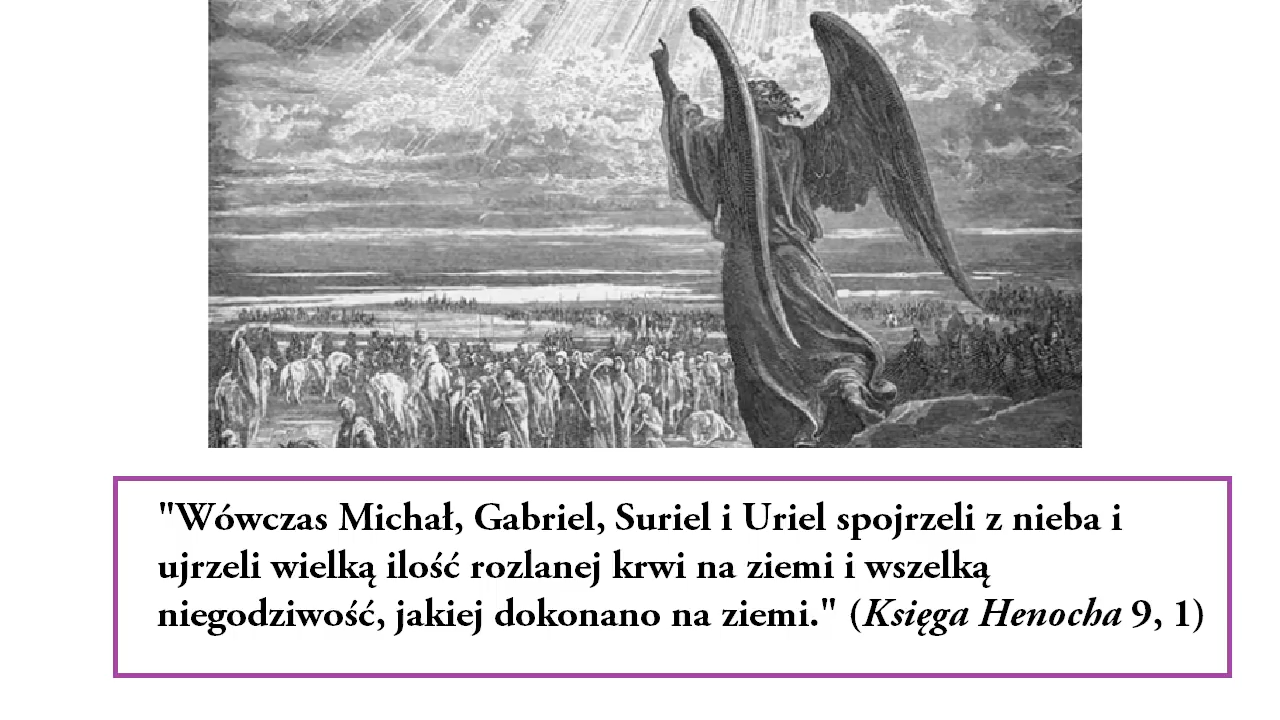 "Wówczas Michał, Gabriel, Suriel i Uriel spojrzeli z nieba i
ujrzeli wielką ilość rozlanej krwi na ziemi i wszelką
niegodziwość, jakiej dokonano na ziemi." (Księga Henocha 9, 1)